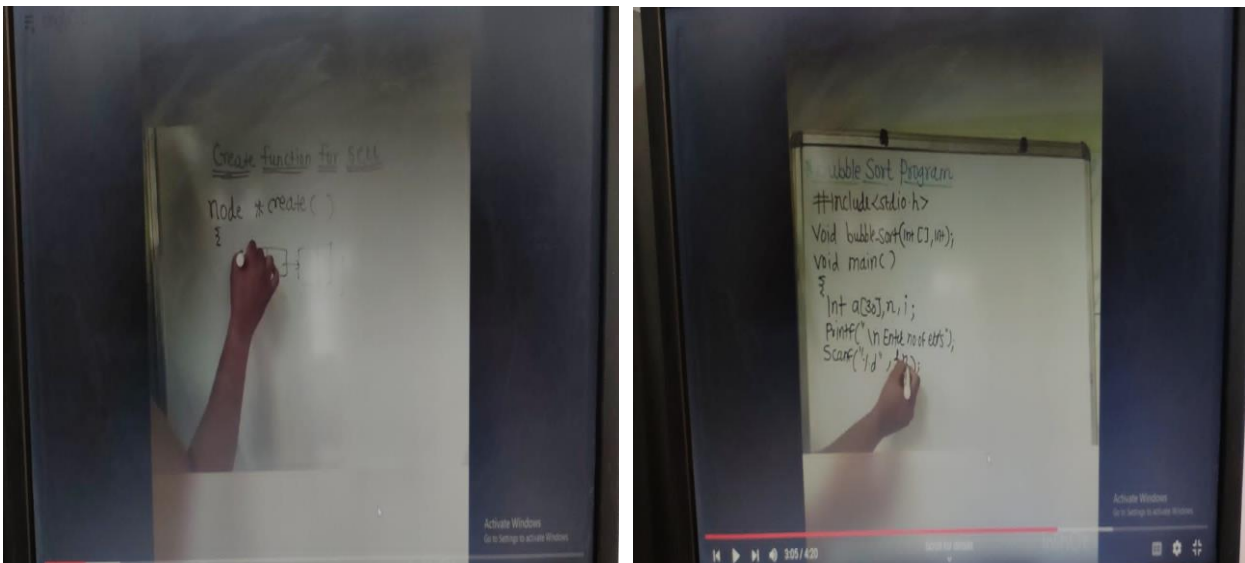 Create function for SCLL
node *create( )
{
Activate Windows
Go to Settings to activate Windows
Bubble Sort Program
#include<stdio.h>
Void bubblesort(int [], int);
Void main( )
{
Int a[30], n, i;
Printf("\n Enter no of elts");
Scanf("%d", &n);
Activate Windows
Go to Settings to activate Windows
3:05 / 4:20